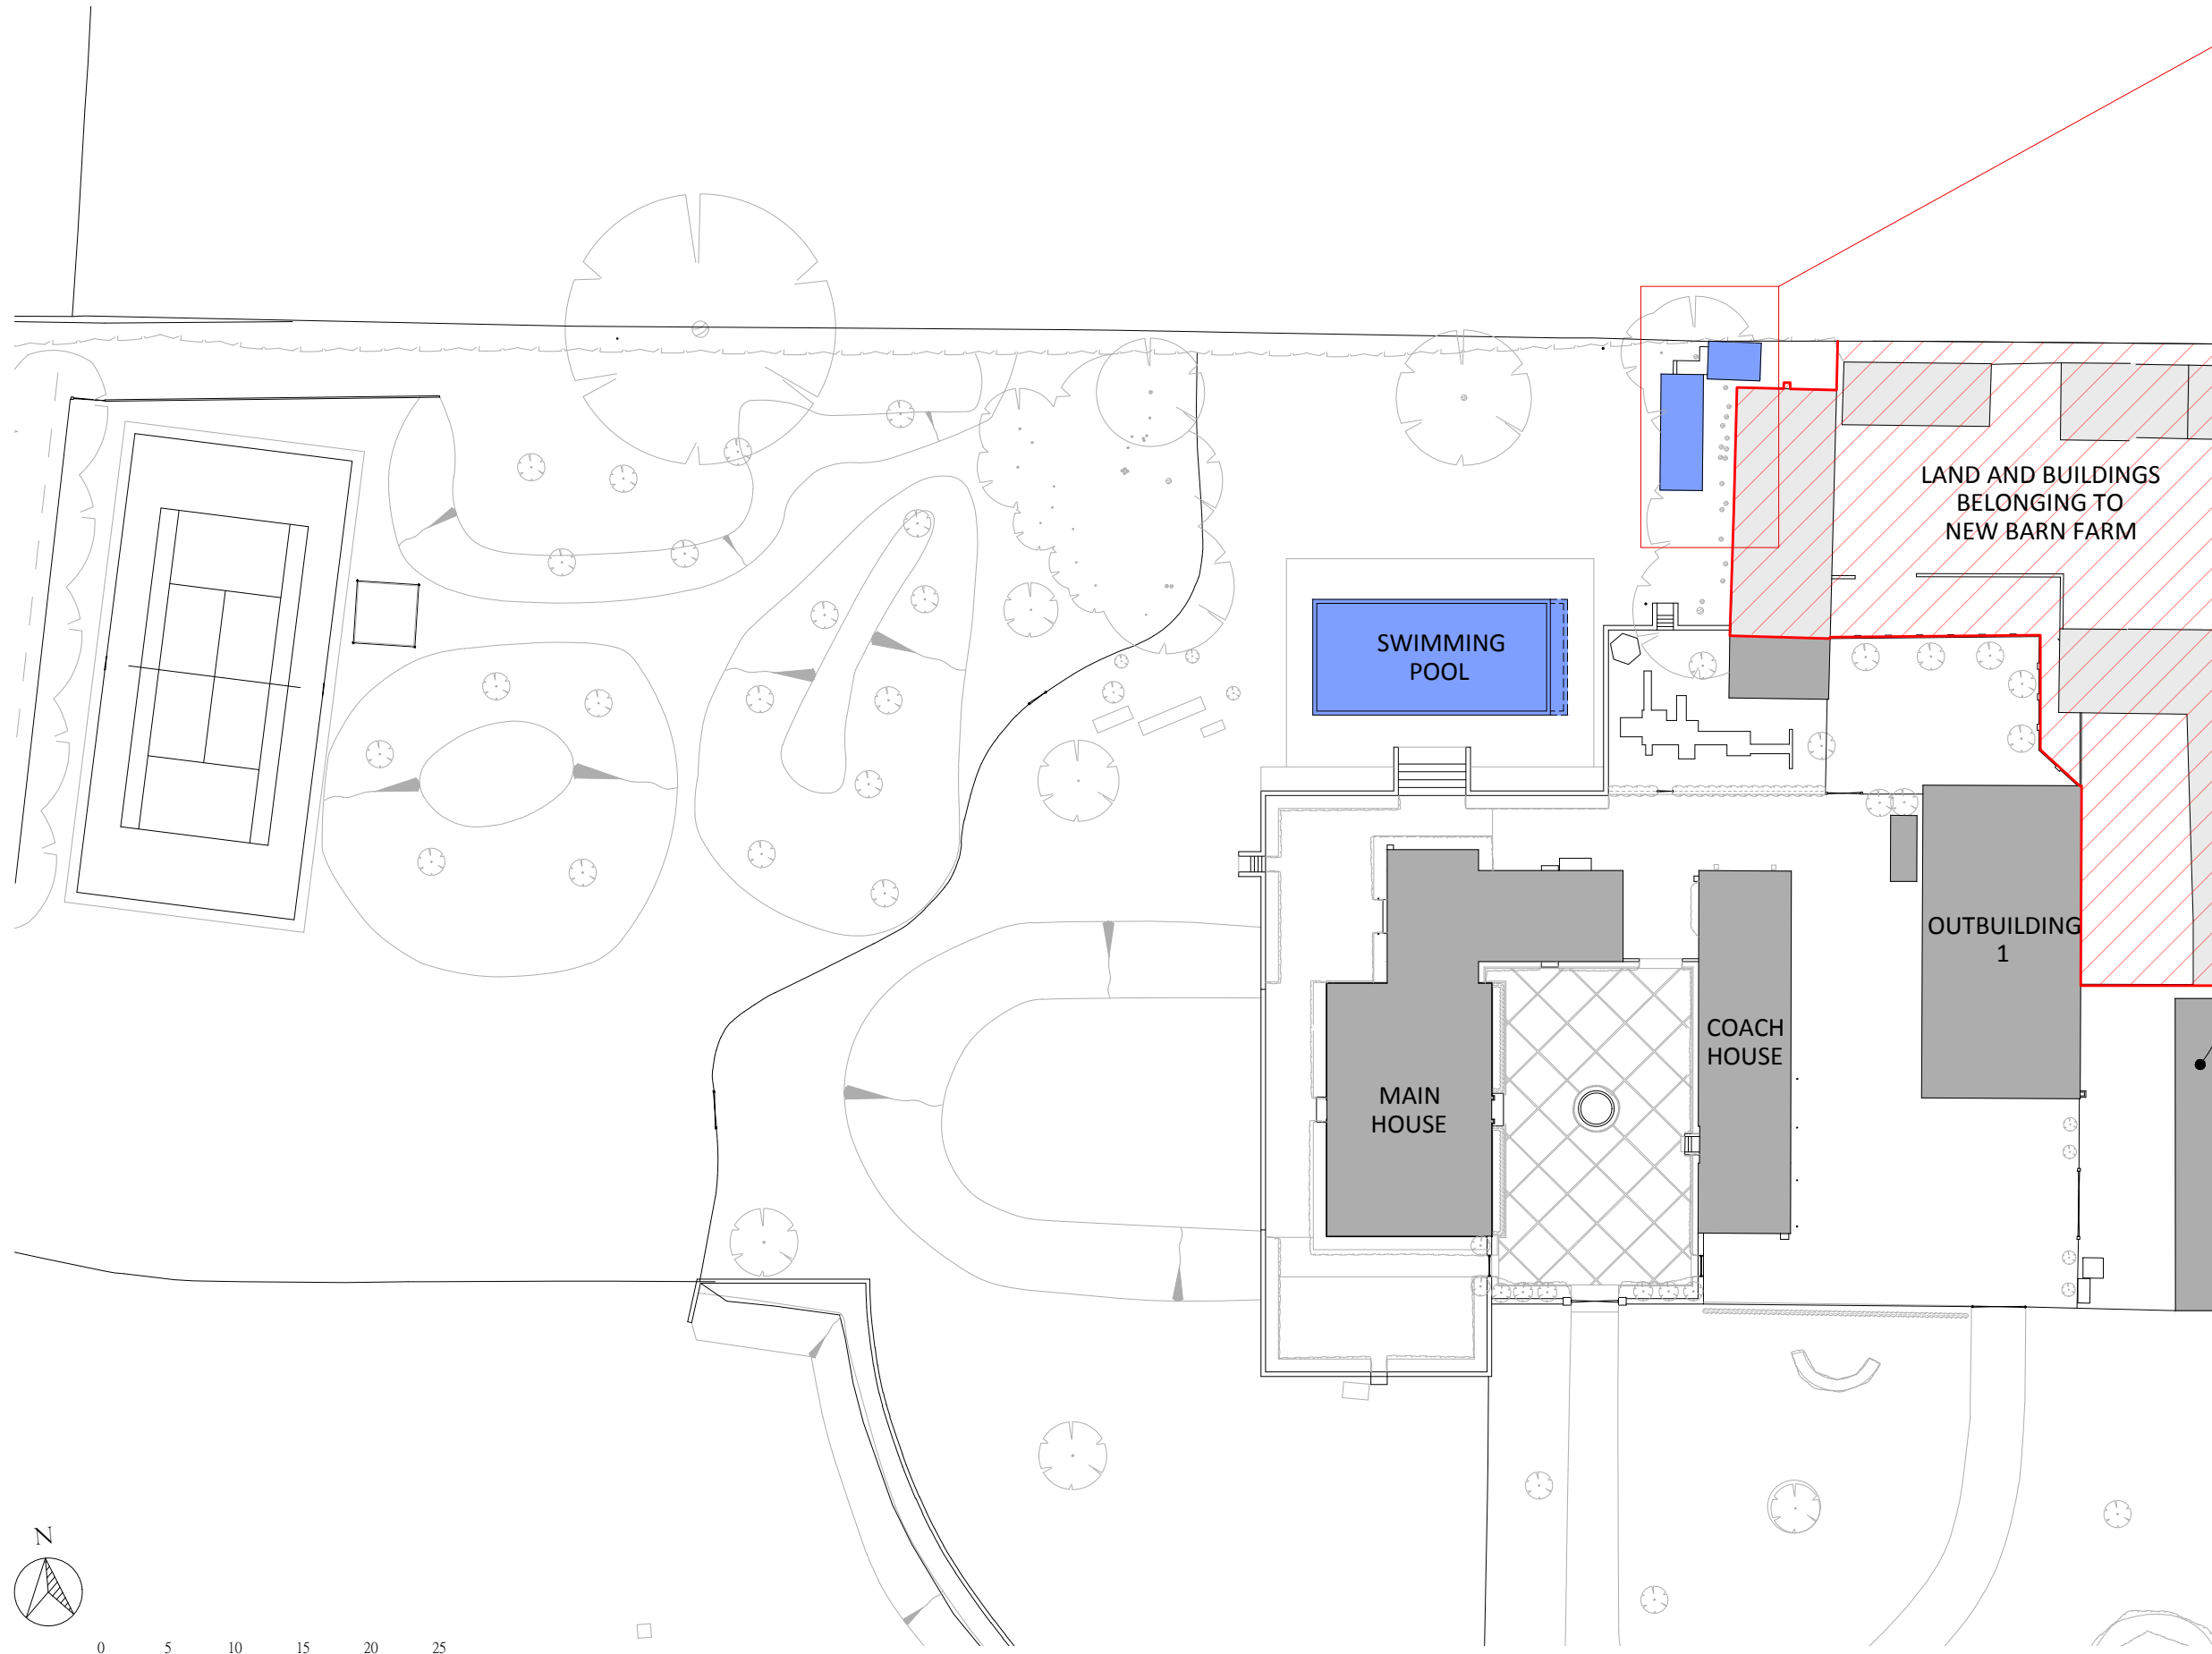 LAND AND BUILDINGS
BELONGING TO
NEW BARN FARM
SWIMMING
POOL
OUTBUILDING
1
COACH
HOUSE
MAIN
HOUSE
N
0 5 10 15 20 25